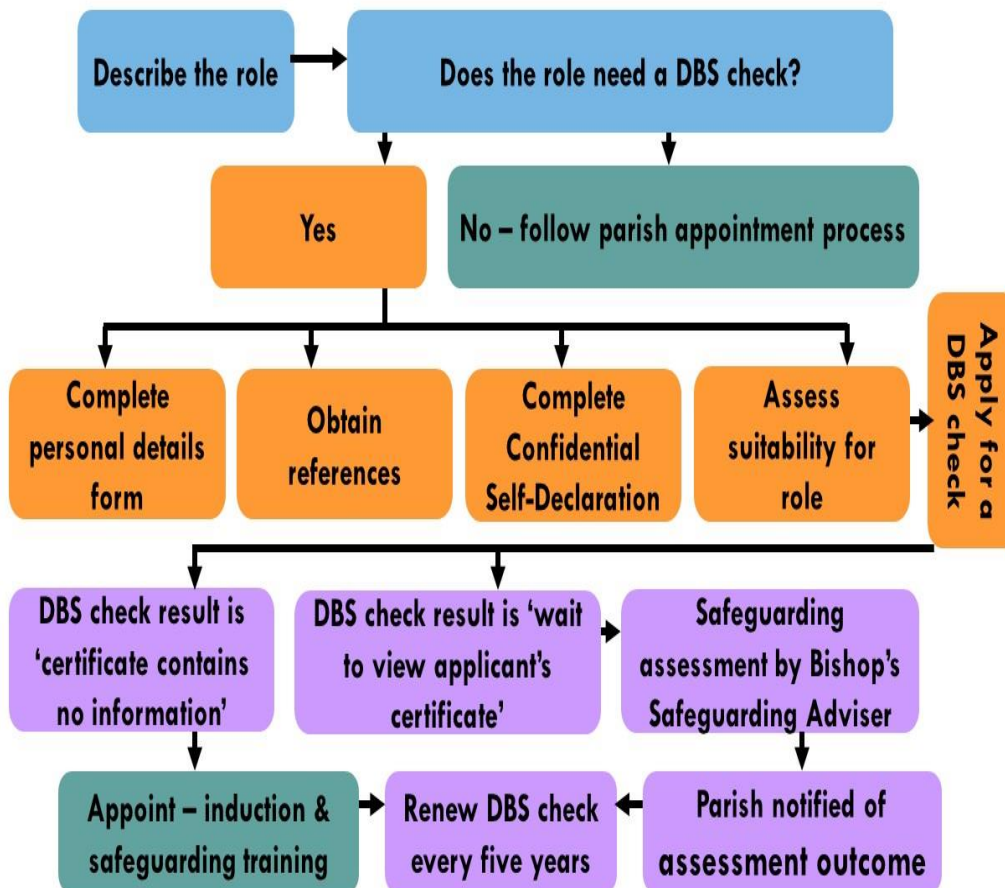 Describe the role
Does the role need a DBS check?
Yes
No – follow parish appointment process
Complete
personal details
form
Obtain
references
Complete
Confidential
Self-Declaration
Assess
suitability for
role
Apply for a
DBS check
DBS check result is
‘certificate contains
no information’
DBS check result is ‘wait
to view applicant’s
certificate’
Safeguarding
assessment by Bishop’s
Safeguarding Adviser
Appoint – induction &
safeguarding training
Renew DBS check
every five years
Parish notified of
assessment outcome